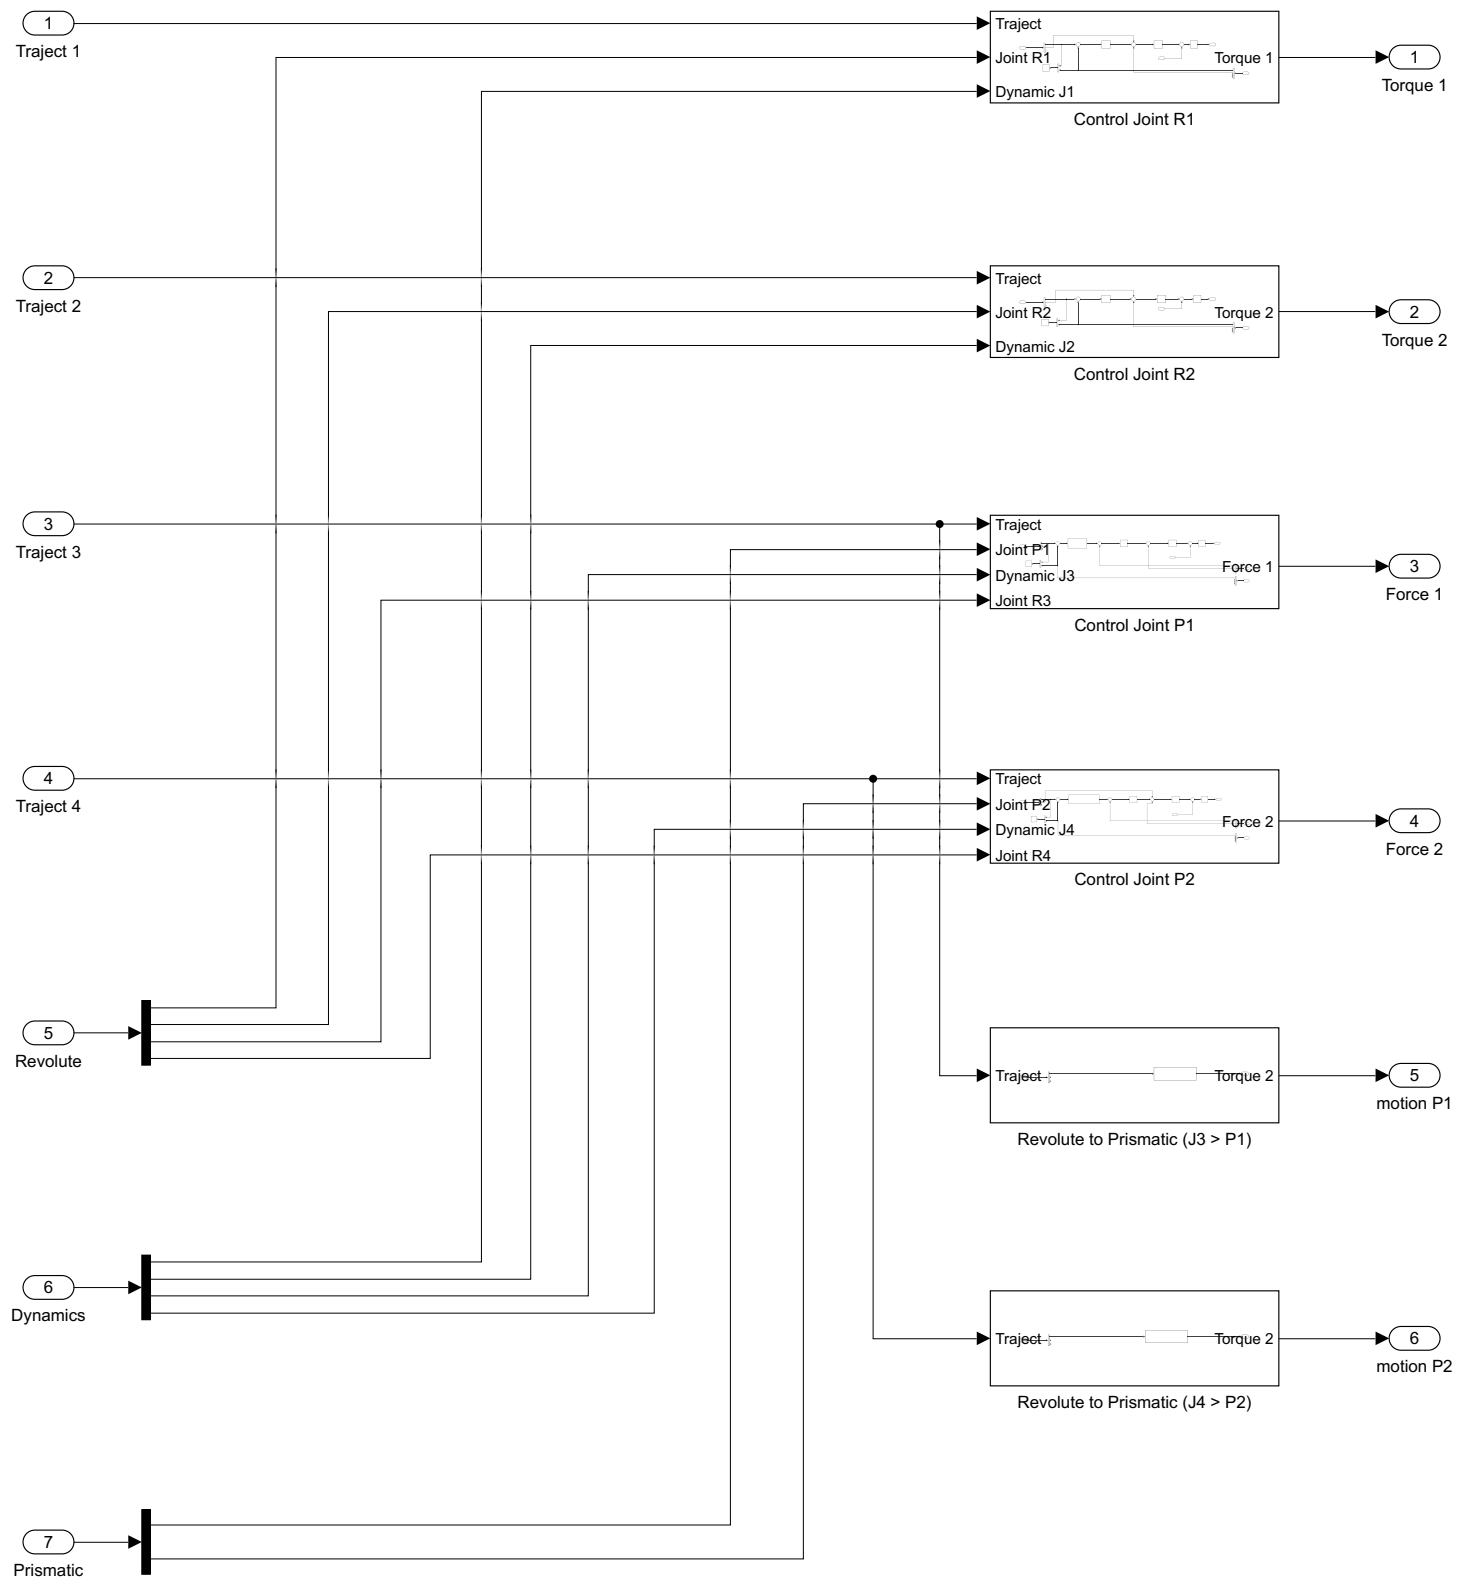 1
Traject 1
Traject
Joint R1
Dynamic J1
Torque 1
Control Joint R1
1
Torque 1
2
Traject 2
Traject
Joint R2
Dynamic J2
Torque 2
Control Joint R2
2
Torque 2
3
Traject 3
Traject
Joint P1
Dynamic J3
Joint R3
Force 1
Control Joint P1
3
Force 1
4
Traject 4
Traject
Joint P2
Dynamic J4
Joint R4
Force 2
Control Joint P2
4
Force 2
5
Revolute
Traject
Torque 2
Revolute to Prismatic (J3 > P1)
5
motion P1
6
Dynamics
Traject
Torque 2
Revolute to Prismatic (J4 > P2)
6
motion P2
7
Prismatic